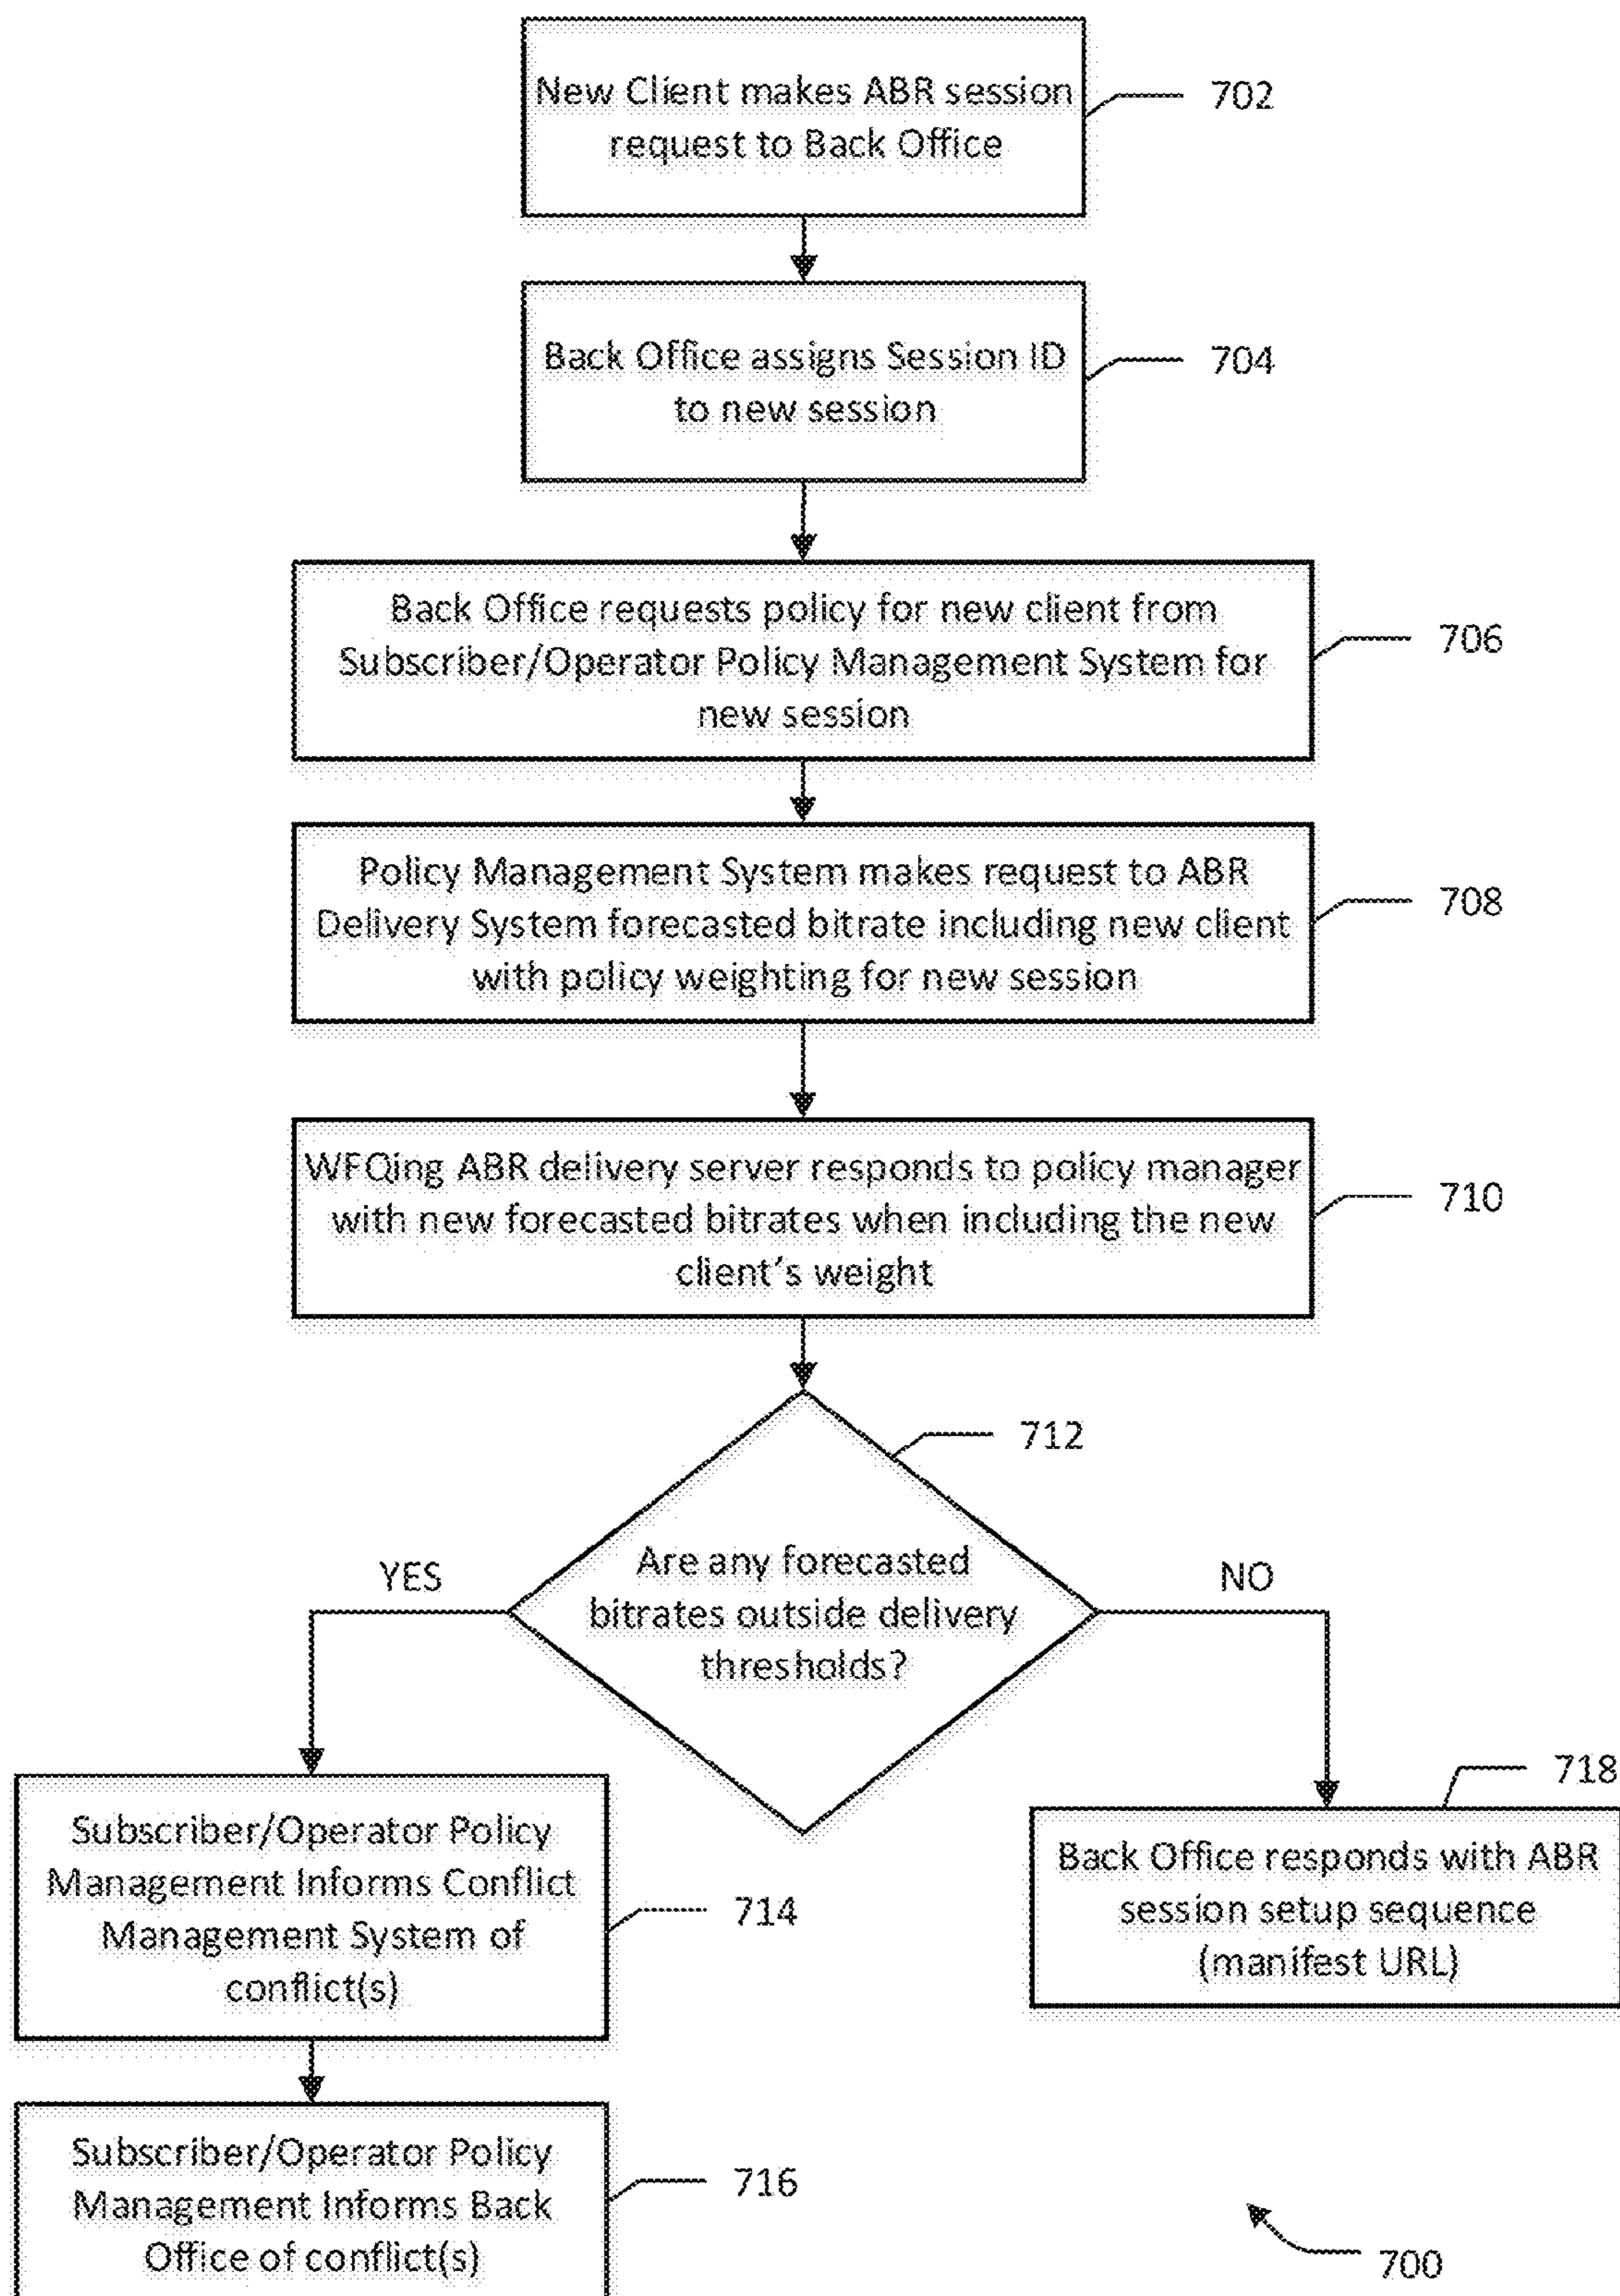 New Client makes ABR session
request to Back Office
702
Back Office assigns Session ID
to new session
704
Back Office requests policy for new client from
Subscriber/Operator Policy Management System for
new session
706
Policy Management System makes request to ABR
Delivery System forecasted bitrate including new client
with policy weighting for new session
708
WFQing ABR delivery server responds to policy manager
with new forecasted bitrates when including the new
client's weight
710
712
Are any forecasted
bitrates outside delivery
thresholds?
YES
NO
Subscriber/Operator Policy
Management Informs Conflict
Management System of
conflict(s)
714
718
Back Office responds with ABR
session setup sequence
(manifest URL)
Subscriber/Operator Policy
Management Informs Back
Office of conflict(s)
716
700